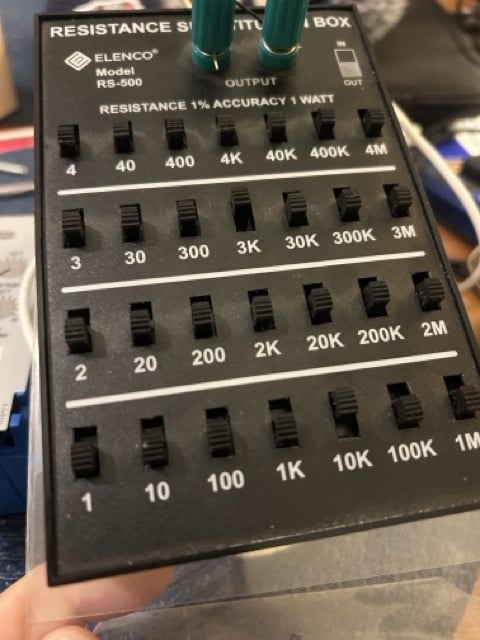 RESISTANCE SUBSTITUTION BOX
ELENCO®
Model
RS-500
IN
OUTPUT
OUT
RESISTANCE 1% ACCURACY 1 WATT
4 40 400 4K 40K 400K 4M
3 30 300 3K 30K 300K 3M
2 20 200 2K 20K 200K 2M
1 10 100 1K 10K 100K 1M